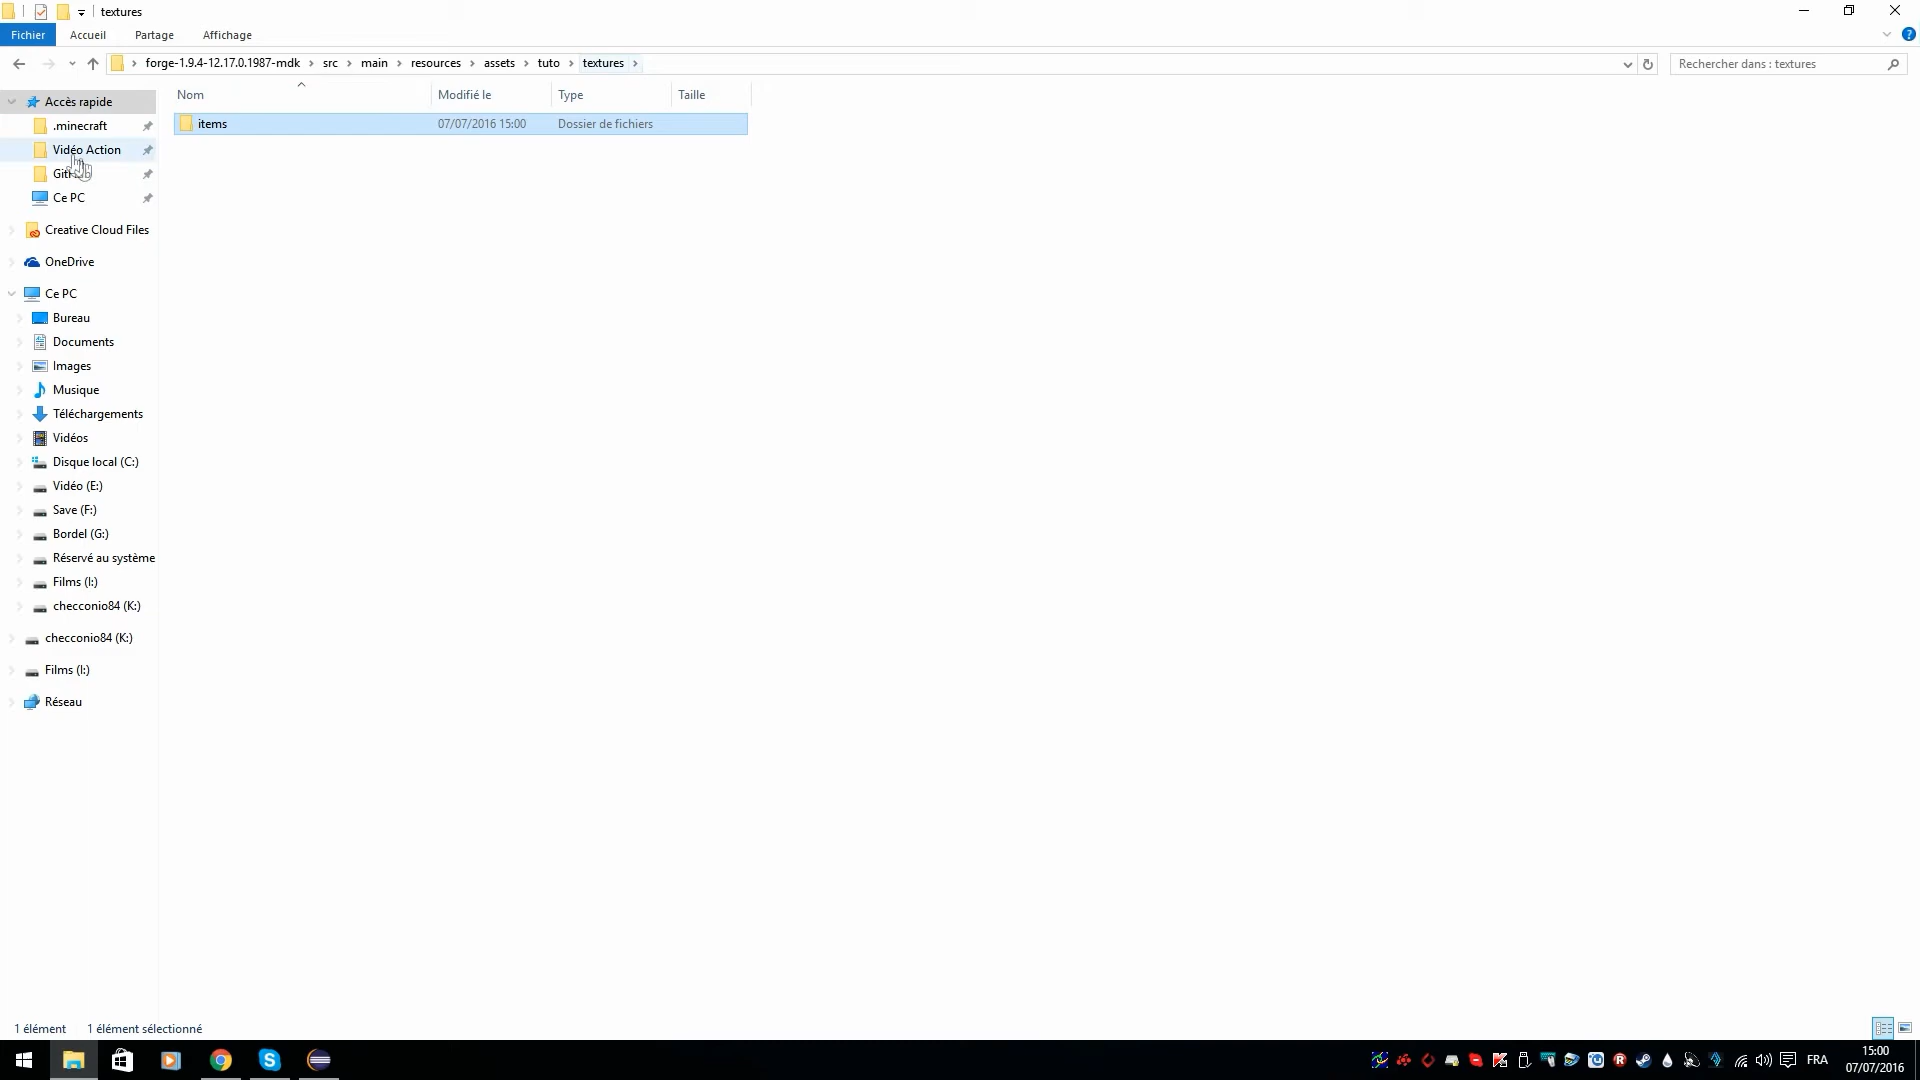 textures
Fichier Accueil Partage Affichage
forge-1.9.4-12.17.0.1987-mdk src main resources assets tuto textures Rechercher dans : textures
Nom Modifié le Type Taille
items 07/07/2016 15:00 Dossier de fichiers
Accès rapide
.minecraft
Vidéo Action
Ce PC
Creative Cloud Files
OneDrive
Ce PC
Bureau
Documents
Images
Musique
Téléchargements
Vidéos
Disque local (C:)
Vidéo (E:)
Save (F:)
Bordel (G:)
Réservé au système
Films (I:)
checconio84 (K:)
checconio84 (K:)
Films (I:)
Réseau
1 élément 1 élément sélectionné
FRA
15:00
07/07/2016